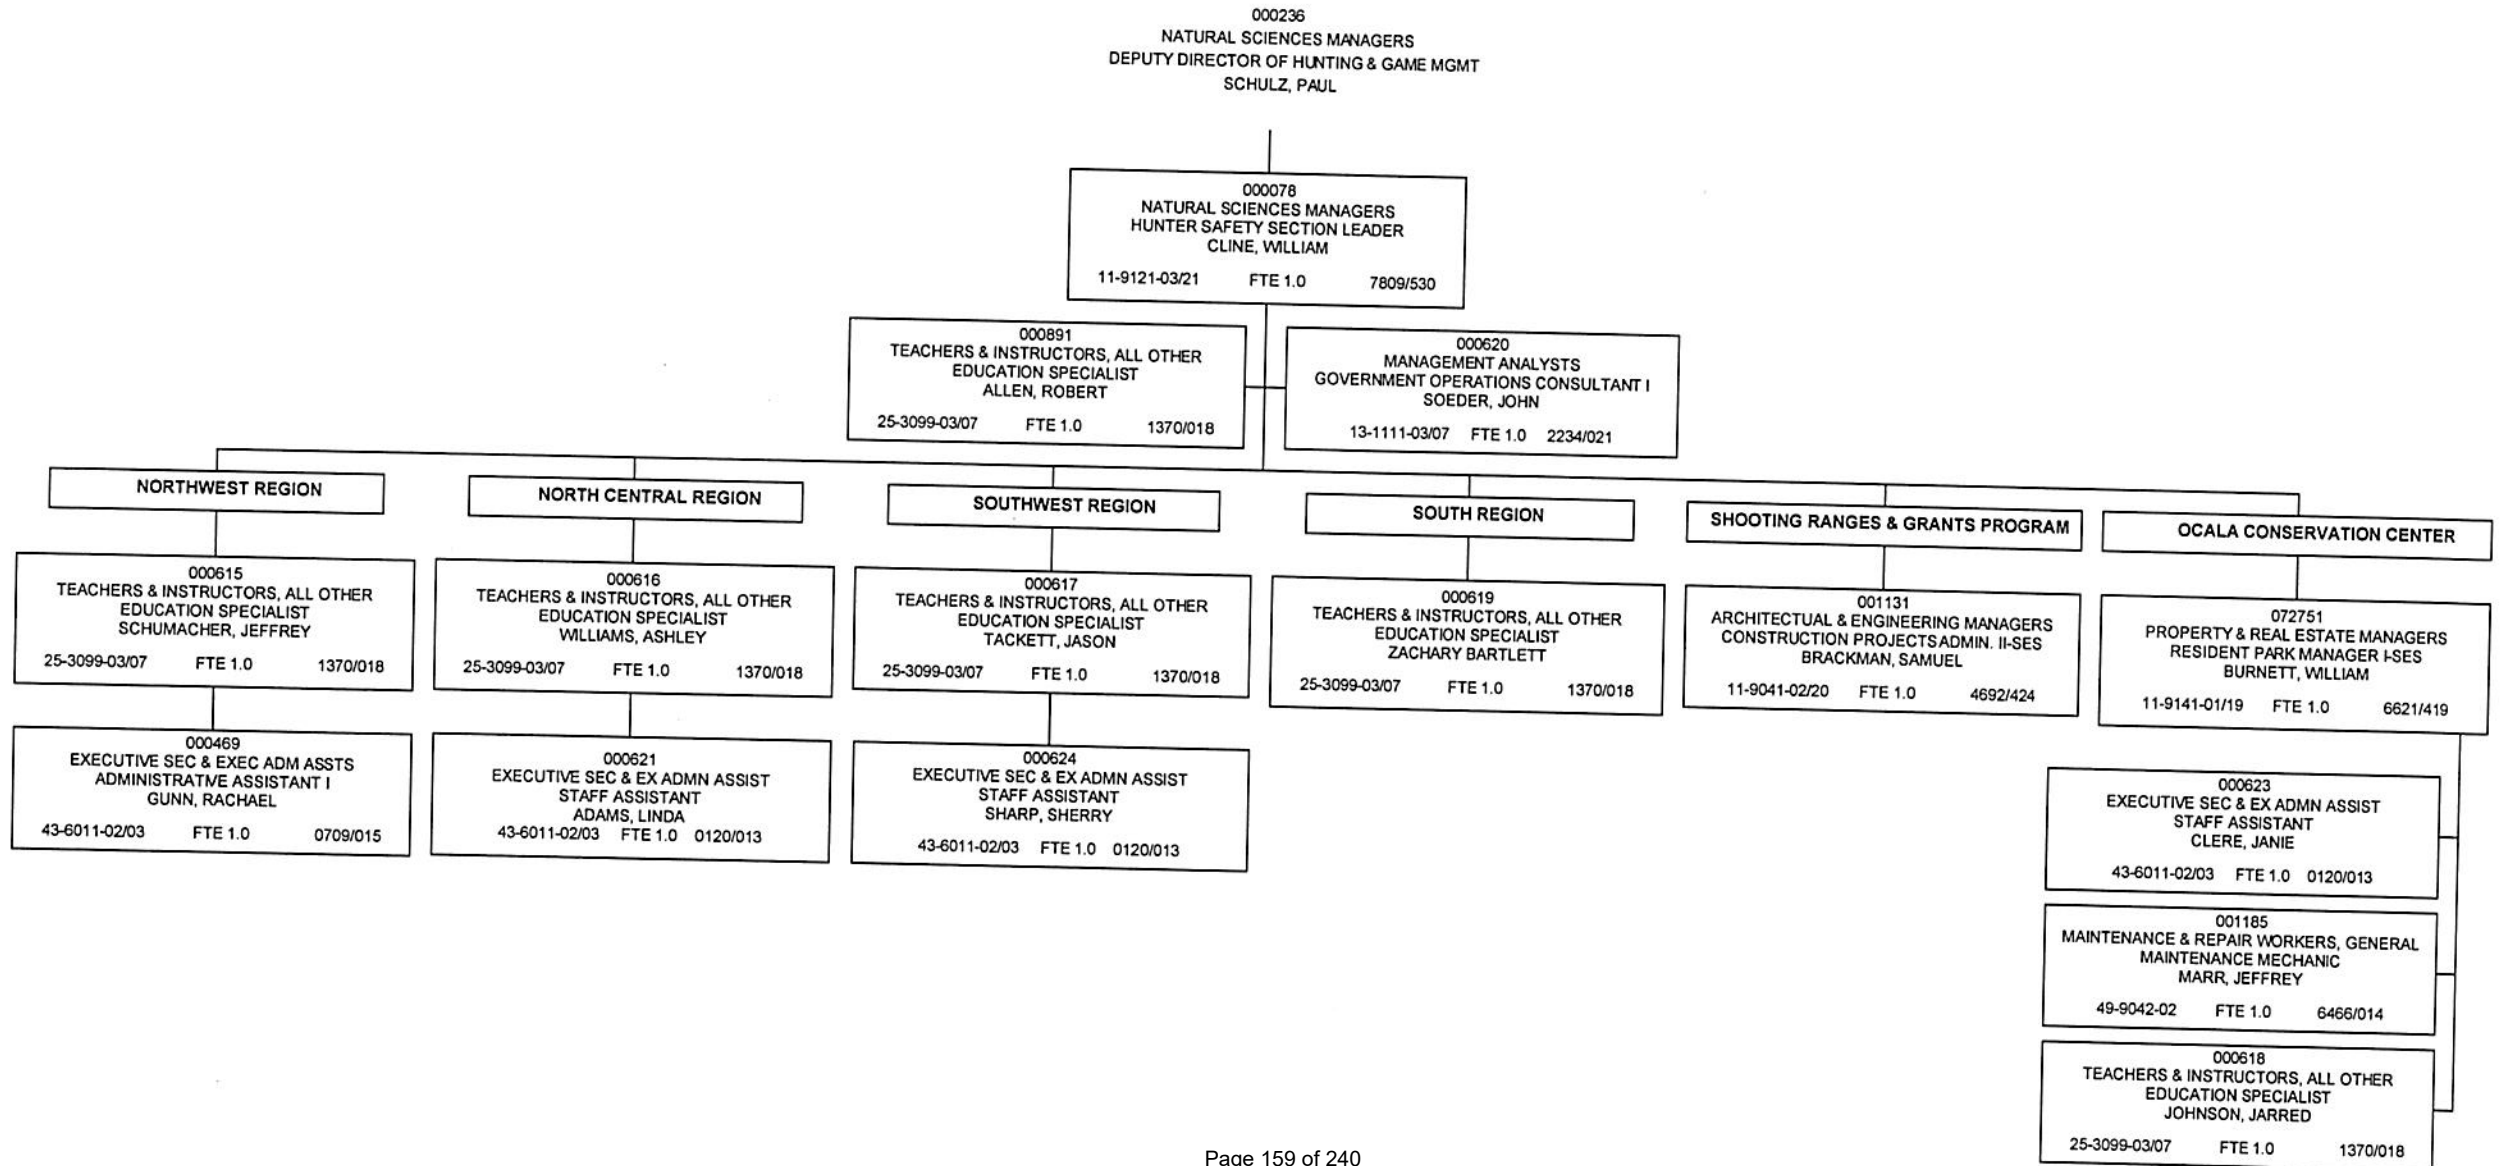 000236
NATURAL SCIENCES MANAGERS
DEPUTY DIRECTOR OF HUNTING & GAME MGMT
SCHULZ, PAUL
000078
NATURAL SCIENCES MANAGERS
HUNTER SAFETY SECTION LEADER
CLINE, WILLIAM
11-9121-03/21 FTE 1.0 7809/530
000891
TEACHERS & INSTRUCTORS, ALL OTHER
EDUCATION SPECIALIST
ALLEN, ROBERT
25-3099-03/07 FTE 1.0 1370/018
000620
MANAGEMENT ANALYSTS
GOVERNMENT OPERATIONS CONSULTANT I
SOEDER, JOHN
13-1111-03/07 FTE 1.0 2234/021
NORTHWEST REGION
000615
TEACHERS & INSTRUCTORS, ALL OTHER
EDUCATION SPECIALIST
SCHUMACHER, JEFFREY
25-3099-03/07 FTE 1.0 1370/018
000469
EXECUTIVE SEC & EXEC ADM ASSTS
ADMINISTRATIVE ASSISTANT I
GUNN, RACHAEL
43-6011-02/03 FTE 1.0 0709/015
NORTH CENTRAL REGION
000616
TEACHERS & INSTRUCTORS, ALL OTHER
EDUCATION SPECIALIST
WILLIAMS, ASHLEY
25-3099-03/07 FTE 1.0 1370/018
000621
EXECUTIVE SEC & EX ADMN ASSIST
STAFF ASSISTANT
ADAMS, LINDA
43-6011-02/03 FTE 1.0 0120/013
SOUTHWEST REGION
000617
TEACHERS & INSTRUCTORS, ALL OTHER
EDUCATION SPECIALIST
TACKETT, JASON
25-3099-03/07 FTE 1.0 1370/018
000624
EXECUTIVE SEC & EX ADMN ASSIST
STAFF ASSISTANT
SHARP, SHERRY
43-6011-02/03 FTE 1.0 0120/013
SOUTH REGION
000619
TEACHERS & INSTRUCTORS, ALL OTHER
EDUCATION SPECIALIST
ZACHARY BARTLETT
25-3099-03/07 FTE 1.0 1370/018
SHOOTING RANGES & GRANTS PROGRAM
001131
ARCHITECTUAL & ENGINEERING MANAGERS
CONSTRUCTION PROJECTS ADMIN. II-SES
BRACKMAN, SAMUEL
11-9041-02/20 FTE 1.0 4692/424
OCALA CONSERVATION CENTER
072751
PROPERTY & REAL ESTATE MANAGERS
RESIDENT PARK MANAGER I-SES
BURNETT, WILLIAM
11-9141-01/19 FTE 1.0 6621/419
000623
EXECUTIVE SEC & EX ADMN ASSIST
STAFF ASSISTANT
CLERE, JANIE
43-6011-02/03 FTE 1.0 0120/013
001185
MAINTENANCE & REPAIR WORKERS, GENERAL
MAINTENANCE MECHANIC
MARR, JEFFREY
49-9042-02 FTE 1.0 6466/014
000618
TEACHERS & INSTRUCTORS, ALL OTHER
EDUCATION SPECIALIST
JOHNSON, JARRED
25-3099-03/07 FTE 1.0 1370/018
Page 159 of 240